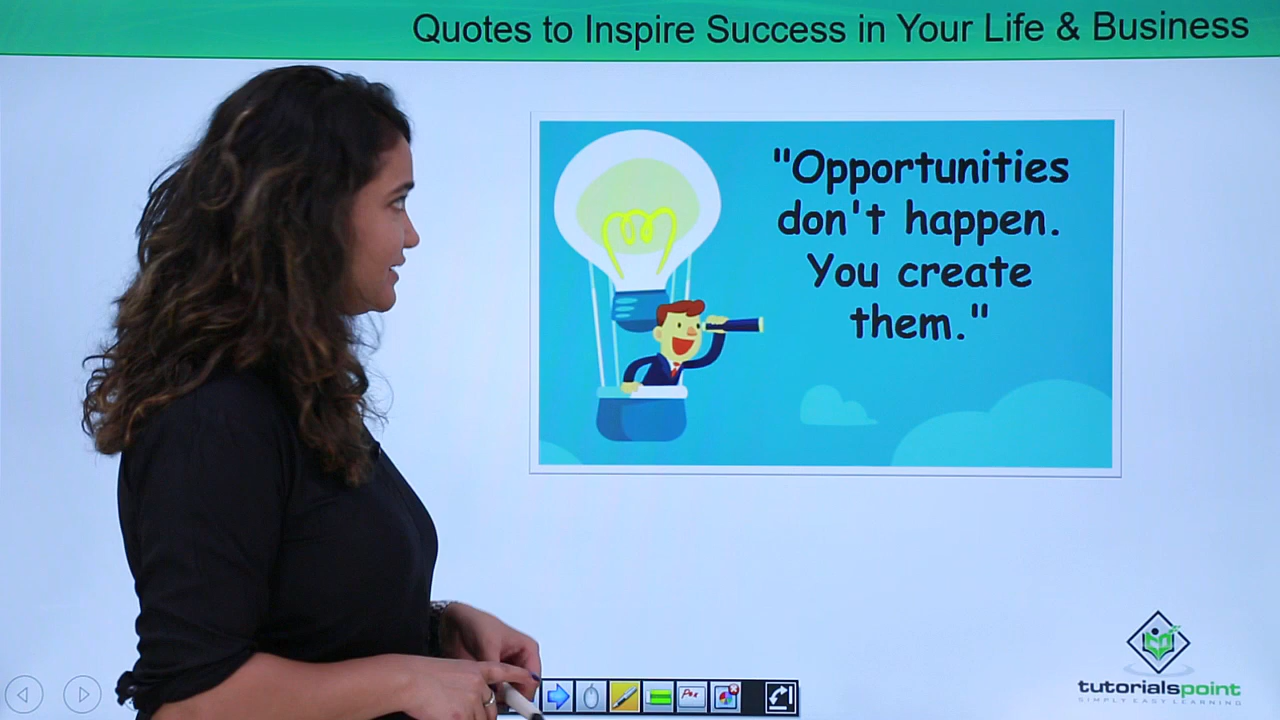 Quotes to Inspire Success in Your Life & Business
"Opportunities
don't happen.
You create
them."
tutorialspoint
SIMPLY EASY LEARNING